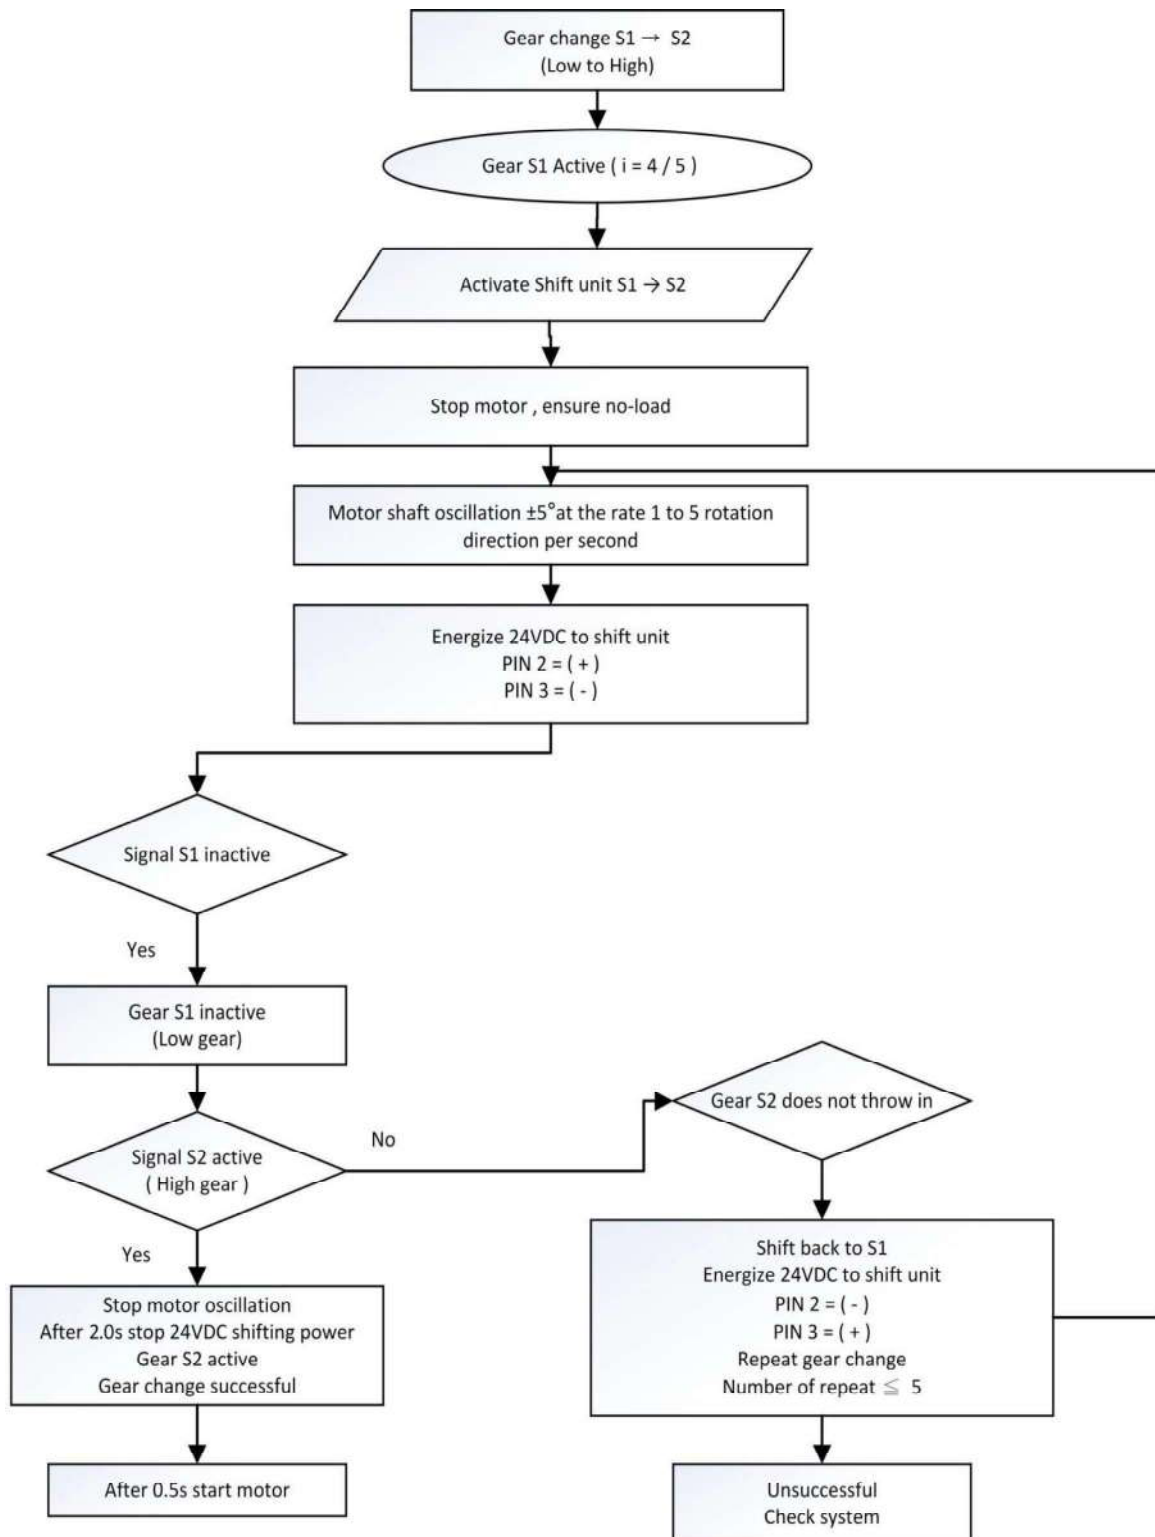 Gear change S1 → S2
(Low to High)
Gear S1 Active ( i = 4 / 5 )
Activate Shift unit S1 → S2
Stop motor , ensure no-load
Motor shaft oscillation ±5°at the rate 1 to 5 rotation
direction per second
Energize 24VDC to shift unit
PIN 2 = ( + )
PIN 3 = ( - )
Signal S1 inactive
Yes
Gear S1 inactive
(Low gear)
Signal S2 active
( High gear )
No
Gear S2 does not throw in
Yes
Stop motor oscillation
After 2.0s stop 24VDC shifting power
Gear S2 active
Gear change successful
After 0.5s start motor
Shift back to S1
Energize 24VDC to shift unit
PIN 2 = ( - )
PIN 3 = ( + )
Repeat gear change
Number of repeat ≦ 5
Unsuccessful
Check system